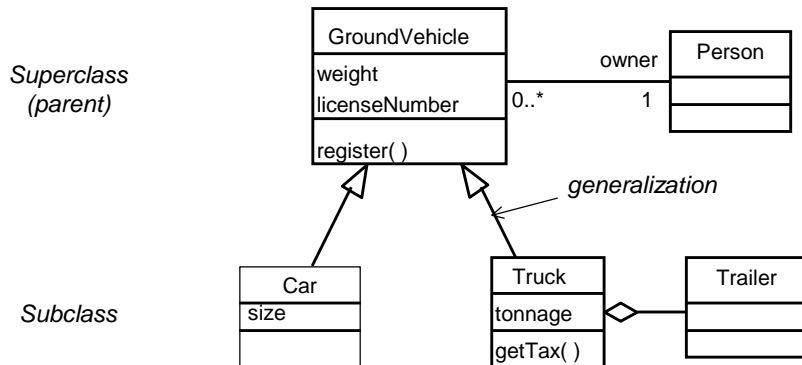 GroundVehicle
weight
licenseNumber
register( )
Superclass
(parent)
owner
0..*
1
Person
generalization
Subclass
Car
size
Truck
tonnage
getTax( )
Trailer